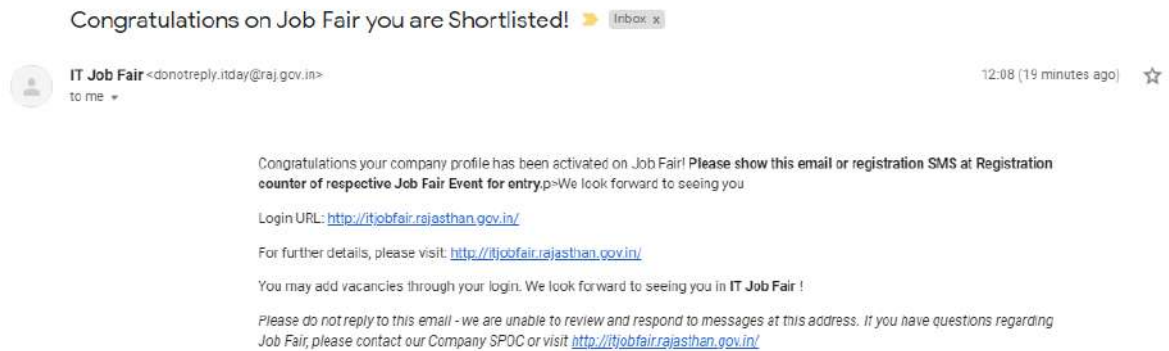 Congratulations on Job Fair you are Shortlisted! Inbox x
IT Job Fair <donotreply.itday@raj.gov.in> 12:08 (19 minutes ago)
to me
Congratulations your company profile has been activated on Job Fair! Please show this email or registration SMS at Registration
counter of respective Job Fair Event for entry.p>We look forward to seeing you
Login URL: http://itjobfair.rajasthan.gov.in/
For further details, please visit: http://itjobfair.rajasthan.gov.in/
You may add vacancies through your login. We look forward to seeing you in IT Job Fair !
Please do not reply to this email - we are unable to review and respond to messages at this address. If you have questions regarding
Job Fair, please contact our Company SPOC or visit http://itjobfair.rajasthan.gov.in/